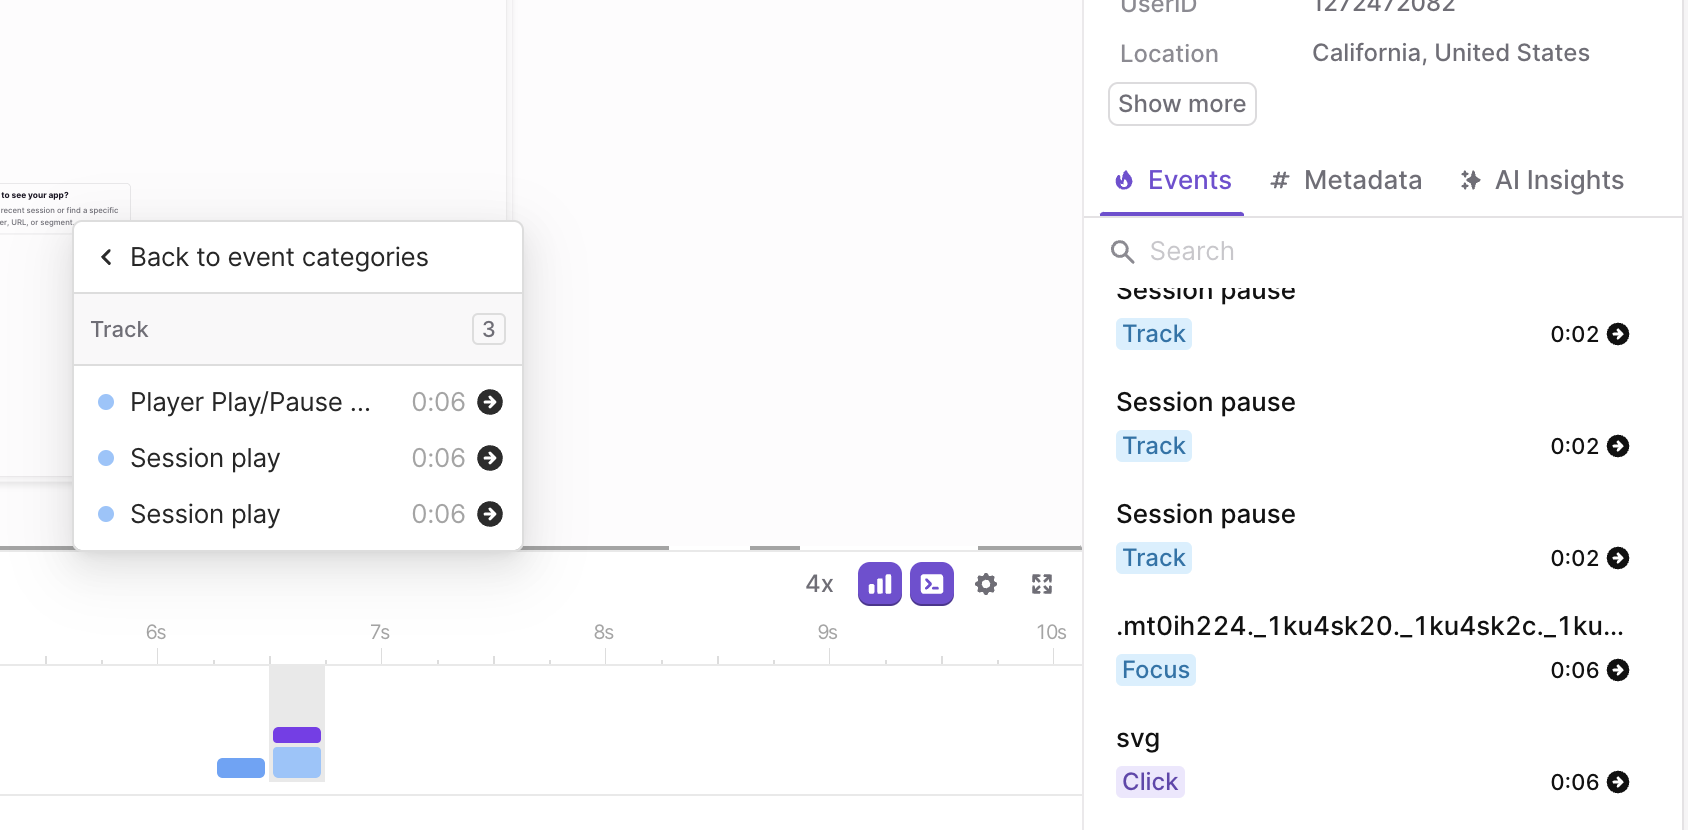 UserID 1272472082
Location California, United States
Show more
Events Metadata AI Insights
Search
Session pause
Track 0:02
Session pause
Track 0:02
Session pause
Track 0:02
.mt0ih224._1ku4sk20._1ku4sk2c._1ku...
Focus 0:06
svg
Click 0:06
to see your app?
recent session or find a specific
er, URL, or segment.
Back to event categories
Track 3
Player Play/Pause ... 0:06
Session play 0:06
Session play 0:06
4x
6s 7s 8s 9s 10s